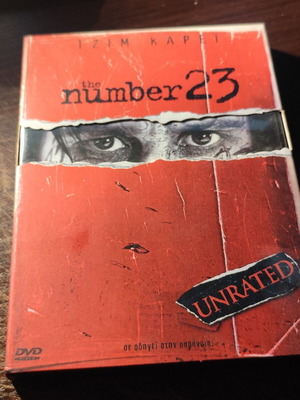 ΤΖΙΜ ΚΑΡΕΪ
the
number 23
UNRATED
σε οδηγεί στην παράνοια!
DVD